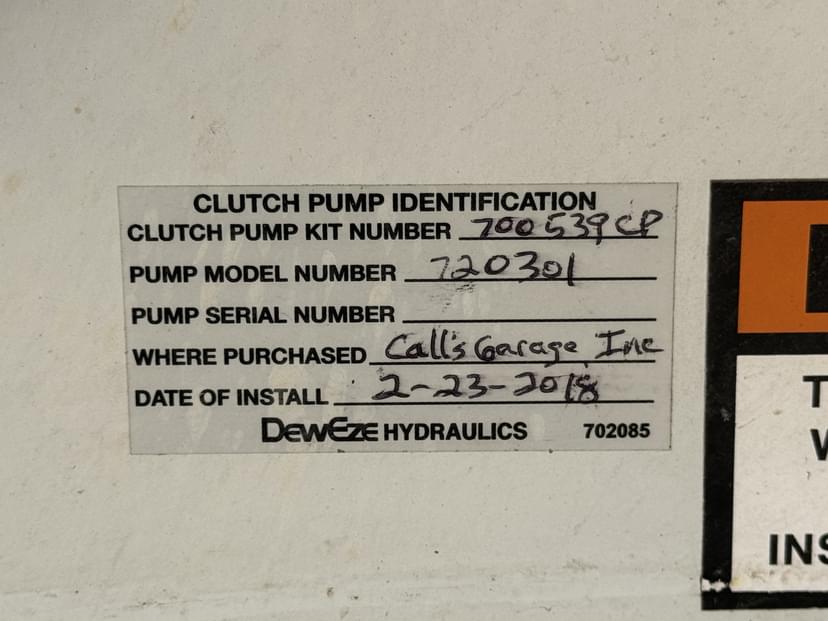 CLUTCH PUMP IDENTIFICATION
CLUTCH PUMP KIT NUMBER 700539CP
PUMP MODEL NUMBER 720301
PUMP SERIAL NUMBER
WHERE PURCHASED Call's Garage, Inc
DATE OF INSTALL 2-23-2018
DEWEZE HYDRAULICS 702085